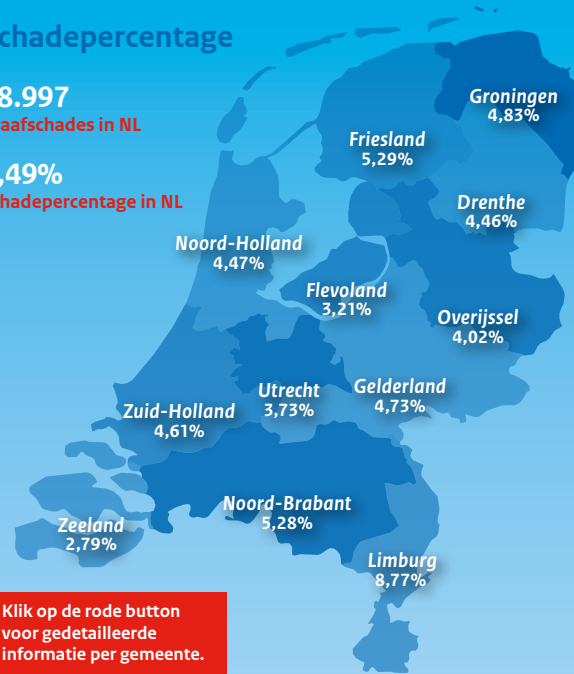 chadepercentage
8.997
aafschades in NL
,49%
hadepercentage in NL
Groningen
4,83%
Friesland
5,29%
Drenthe
4,46%
Noord-Holland
4,47%
Flevoland
3,21%
Overijssel
4,02%
Utrecht
3,73%
Gelderland
4,73%
Zuid-Holland
4,61%
Noord-Brabant
5,28%
Zeeland
2,79%
Limburg
8,77%
Klik op de rode button
voor gedetailleerde
informatie per gemeente.